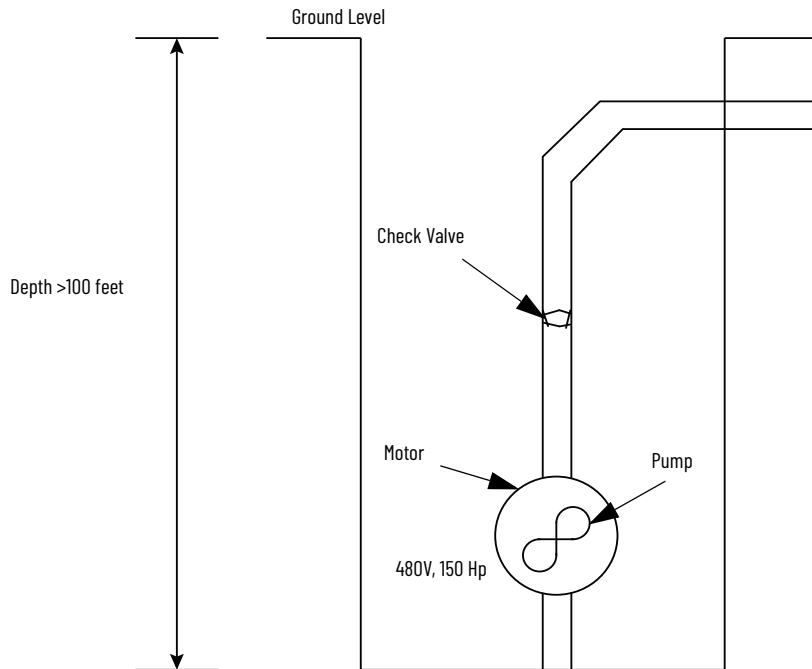 Ground Level
Check Valve
Depth >100 feet
Motor
Pump
480V, 150 Hp